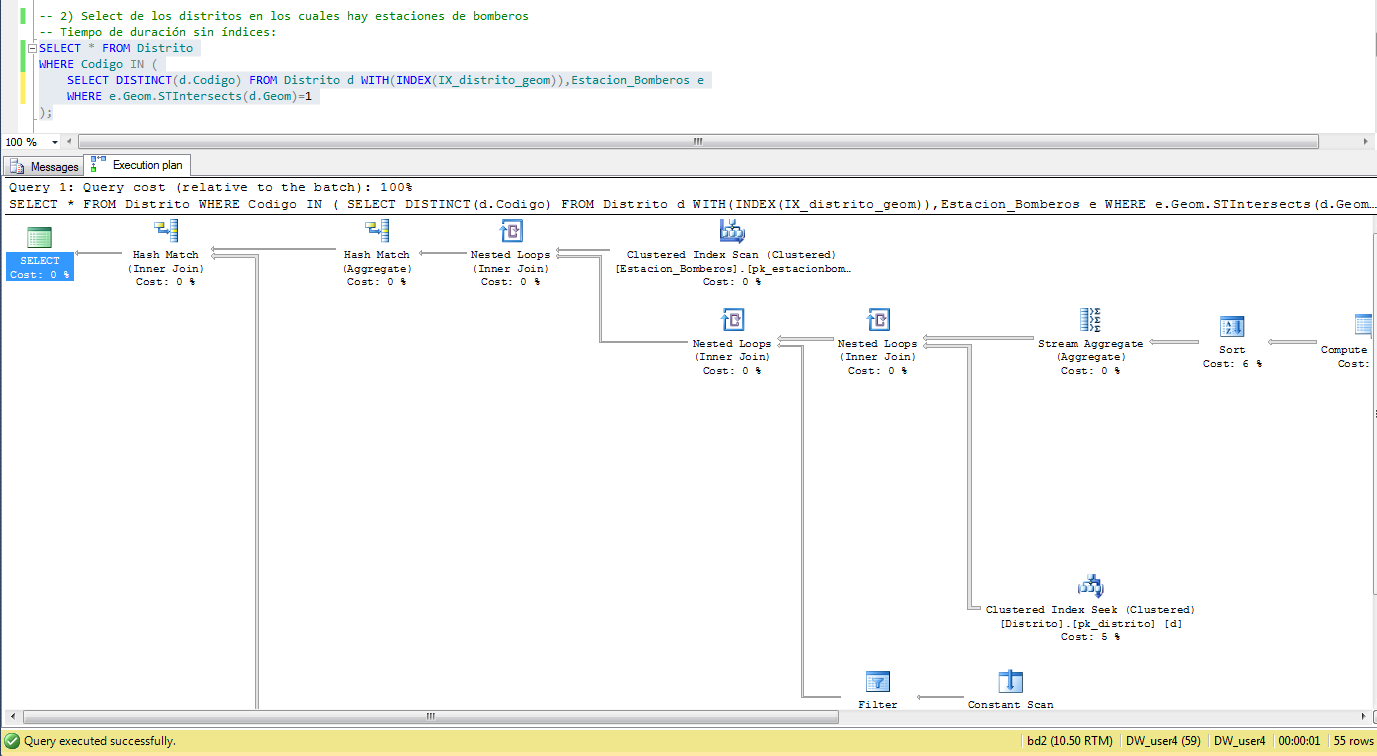 -- 2) Select de los distritos en los cuales hay estaciones de bomberos
-- Tiempo de duración sin índices:
SELECT * FROM Distrito
WHERE Codigo IN (
SELECT DISTINCT(d.Codigo) FROM Distrito d WITH(INDEX(IX_distrito_geom)),Estacion_Bomberos e
WHERE e.Geom.STIntersects(d.Geom)=1
);
100 %
Messages
Execution plan
Query 1: Query cost (relative to the batch): 100%
SELECT * FROM Distrito WHERE Codigo IN ( SELECT DISTINCT(d.Codigo) FROM Distrito d WITH(INDEX(IX_distrito_geom)),Estacion_Bomberos e WHERE e.Geom.STIntersects(d.Geom…
SELECT
Cost: 0 %
Hash Match
(Inner Join)
Cost: 0 %
Hash Match
(Aggregate)
Cost: 0 %
Nested Loops
(Inner Join)
Cost: 0 %
Clustered Index Scan (Clustered)
[Estacion_Bomberos].[pk_estacionbom…
Cost: 0 %
Nested Loops
(Inner Join)
Cost: 0 %
Nested Loops
(Inner Join)
Cost: 0 %
Stream Aggregate
(Aggregate)
Cost: 0 %
Sort
Cost: 6 %
Compute
Cost:
Clustered Index Seek (Clustered)
[Distrito].[pk_distrito] [d]
Cost: 5 %
Filter
Constant Scan
Query executed successfully.
bd2 (10.50 RTM)
DW_user4 (59)
DW_user4
00:00:01
55 rows